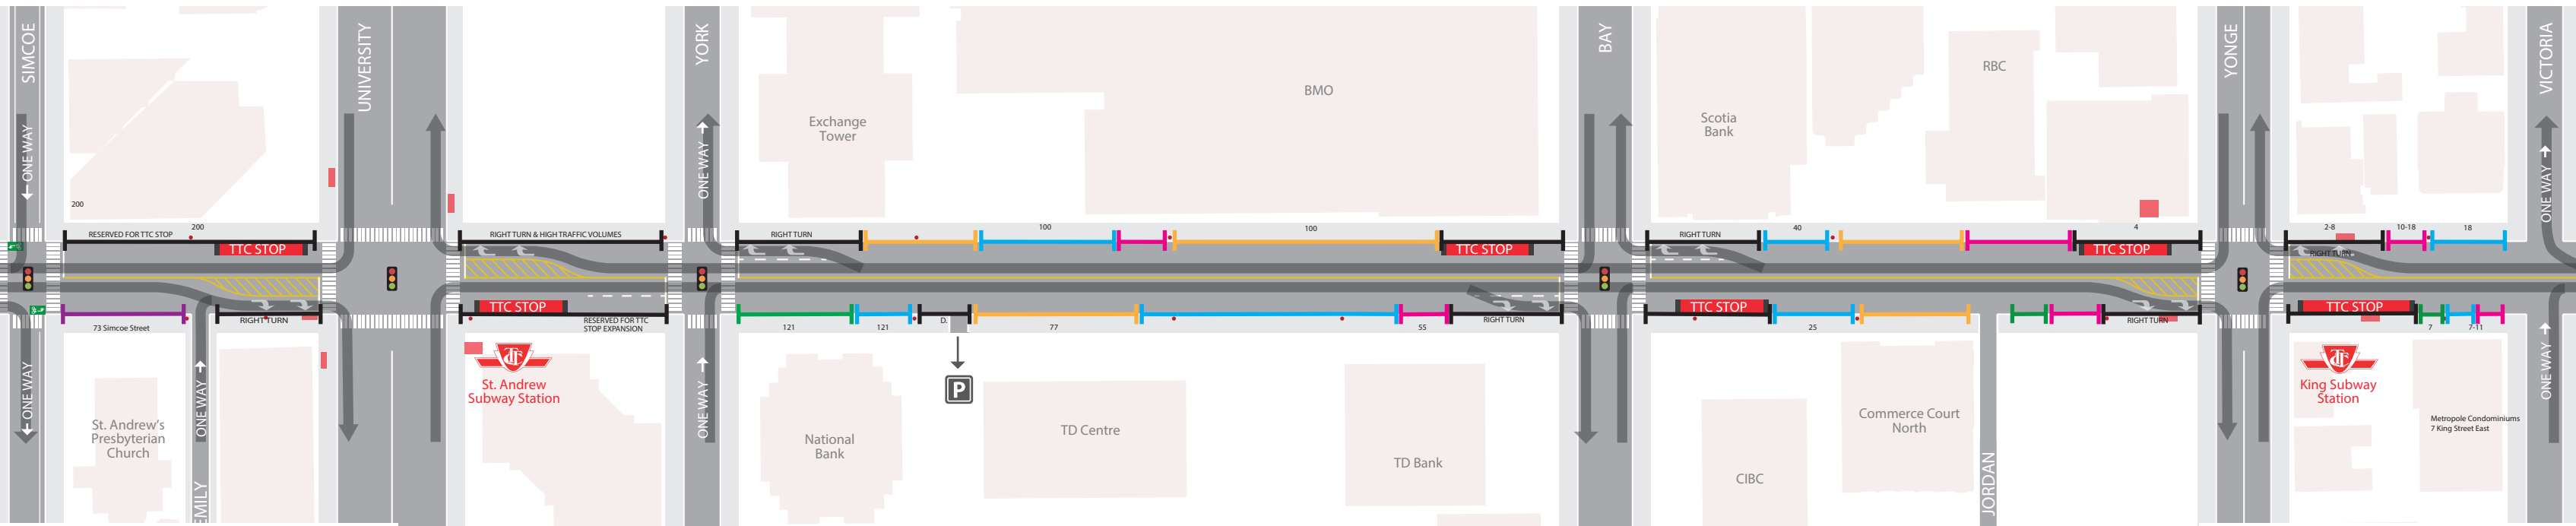 SIMCOE
UNIVERSITY
YORK
BAY
YONGE
VICTORIA
ONE WAY
ONE WAY
ONE WAY
Exchange
Tower
BMO
Scotia
Bank
RBC
200
200
RESERVED FOR TTC STOP
TTC STOP
RIGHT TURN & HIGH TRAFFIC VOLUMES
RIGHT TURN
100
100
TTC STOP
RIGHT TURN
40
4
TTC STOP
2-8
10-18
18
RIGHT TURN
73 Simcoe Street
RIGHT TURN
TTC STOP
RESERVED FOR TTC
STOP EXPANSION
121
121
D.
77
55
RIGHT TURN
TTC STOP
25
RIGHT TURN
TTC STOP
7
7-11
ONE WAY
ONE WAY
ONE WAY
ONE WAY
EMILY
St. Andrew's
Presbyterian
Church
TTC
St. Andrew
Subway Station
National
Bank
P
TD Centre
TD Bank
CIBC
Commerce Court
North
JORDAN
TTC
King Subway
Station
Metropole Condominiums
7 King Street East